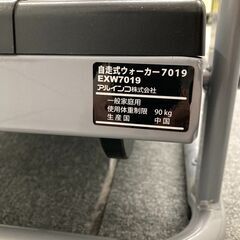 自走式ウォーカー7019
EXW7019
アルインコ株式会社
一般家庭用
使用体重制限 90kg
生産国 中国